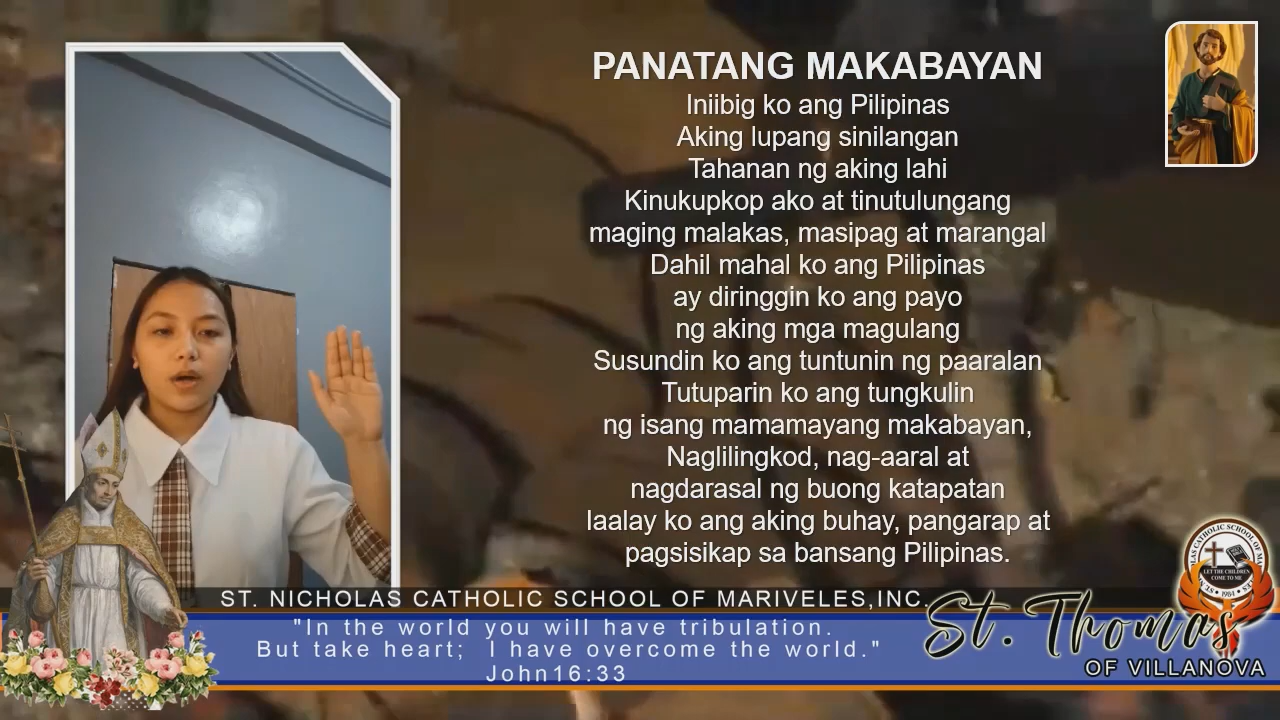 PANATANG MAKABAYAN
Iniibig ko ang Pilipinas
Aking lupang sinilangan
Tahanan ng aking lahi
Kinukupkop ako at tinutulungang
maging malakas, masipag at marangal
Dahil mahal ko ang Pilipinas
ay diringgin ko ang payo
ng aking mga magulang
Susundin ko ang tuntunin ng paaralan
Tutuparin ko ang tungkulin
ng isang mamamayang makabayan,
Naglilingkod, nag-aaral at
nagdarasal ng buong katapatan
Iaalay ko ang aking buhay, pangarap at
pagsisikap sa bansang Pilipinas.
ST. NICHOLAS CATHOLIC SCHOOL OF MARIVELES,INC.
"In the world you will have tribulation.
But take heart; I have overcome the world."
John16:33
LET THE CHILDREN
COME TO ME
1984
St. Thomas
OF VILLANOVA